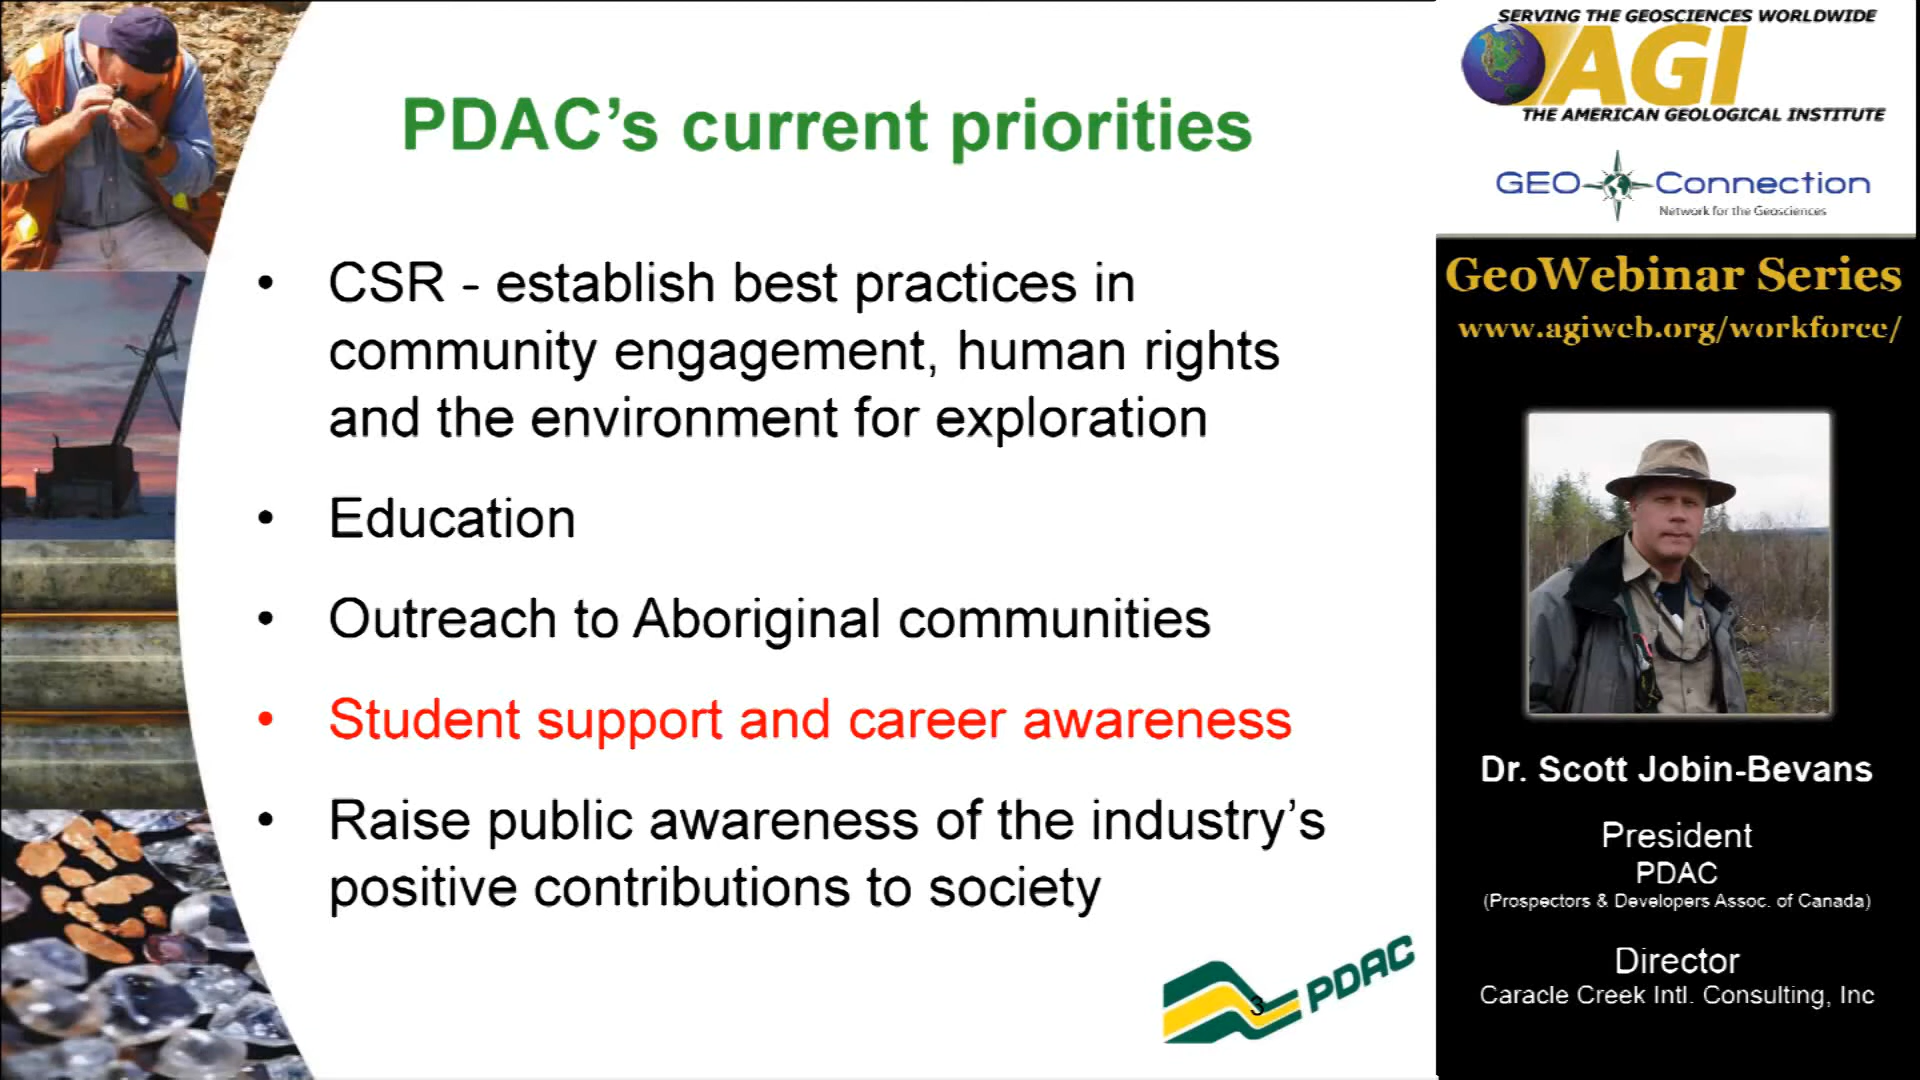 PDAC's current priorities
• CSR - establish best practices in
community engagement, human rights
and the environment for exploration
• Education
• Outreach to Aboriginal communities
• Student support and career awareness
• Raise public awareness of the industry's
positive contributions to society
3
PDAC
SERVING THE GEOSCIENCES WORLDWIDE
AGI
THE AMERICAN GEOLOGICAL INSTITUTE
GEO Connection
Network for the Geosciences
GeoWebinar Series
www.agiweb.org/workforce/
Dr. Scott Jobin-Bevans
President
PDAC
(Prospectors & Developers Assoc. of Canada)
Director
Caracle Creek Intl. Consulting, Inc